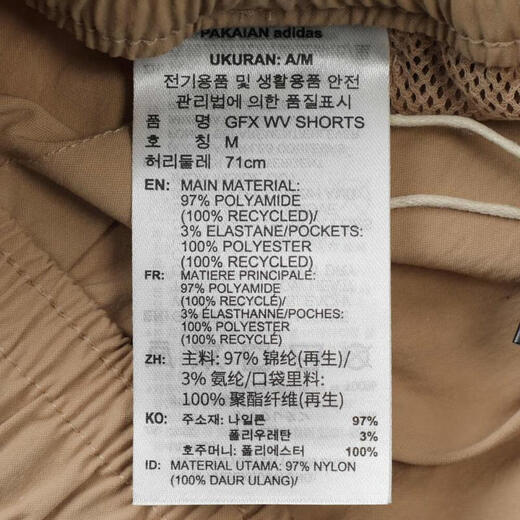 PAKAIAN adidas
UKURAN: A/M
전기용품 및 생활용품 안전
관리법에 의한 품질표시
품 명 GFX WV SHORTS
호 칭 M
허리둘레 71cm
EN: MAIN MATERIAL:
97% POLYAMIDE
(100% RECYCLED)/
3% ELASTANE/POCKETS:
100% POLYESTER
(100% RECYCLED)
FR: MATIERE PRINCIPALE:
97% POLYAMIDE
(100% RECYCLÉ)/
3% ÉLASTHANNE/POCHES:
100% POLYESTER
(100% RECYCLÉ)
ZH: 主料: 97% 锦纶(再生)/
3% 氨纶/口袋里料:
100% 聚酯纤维(再生)
KO: 주소재: 나일론 97%
폴리우레탄 3%
호주머니: 폴리에스터 100%
ID: MATERIAL UTAMA: 97% NYLON
(100% DAUR ULANG)/